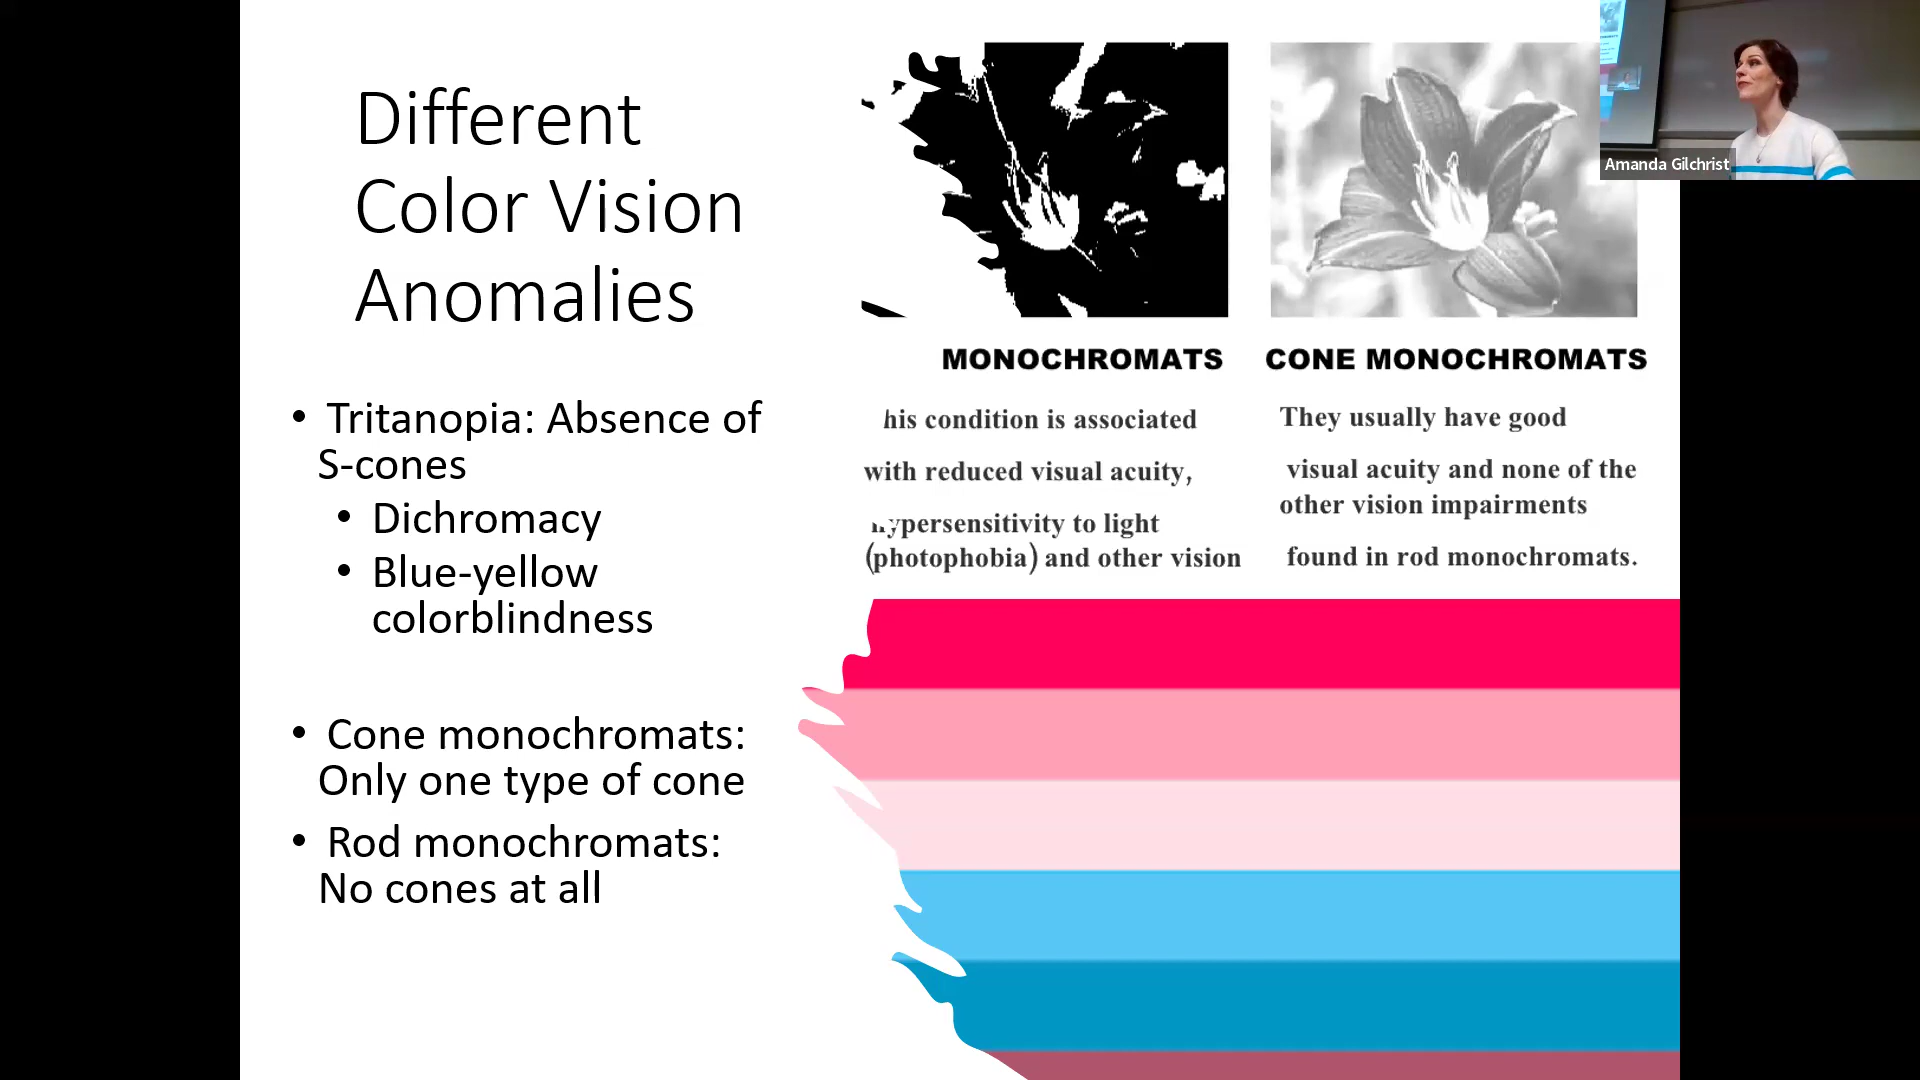 Different
Color Vision
Anomalies
• Tritanopia: Absence of
S-cones
• Dichromacy
• Blue-yellow
colorblindness
• Cone monochromats:
Only one type of cone
• Rod monochromats:
No cones at all
MONOCHROMATS
his condition is associated
with reduced visual acuity,
ypersensitivity to light
(photophobia) and other vision
CONE MONOCHROMATS
They usually have good
visual acuity and none of the
other vision impairments
found in rod monochromats.
Amanda Gilchrist